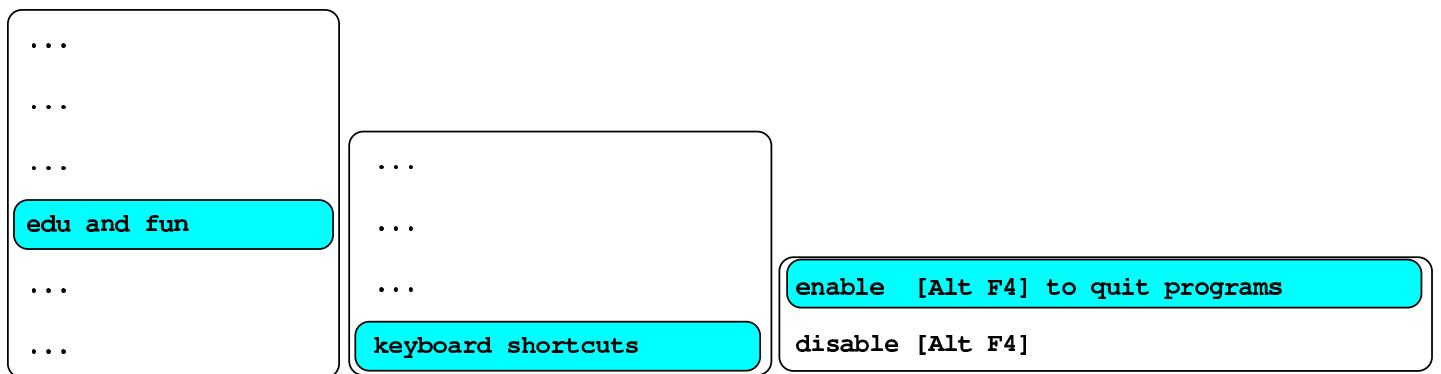 ...
...
...
edu and fun
...
...
...
...
...
keyboard shortcuts
enable [Alt F4] to quit programs
disable [Alt F4]